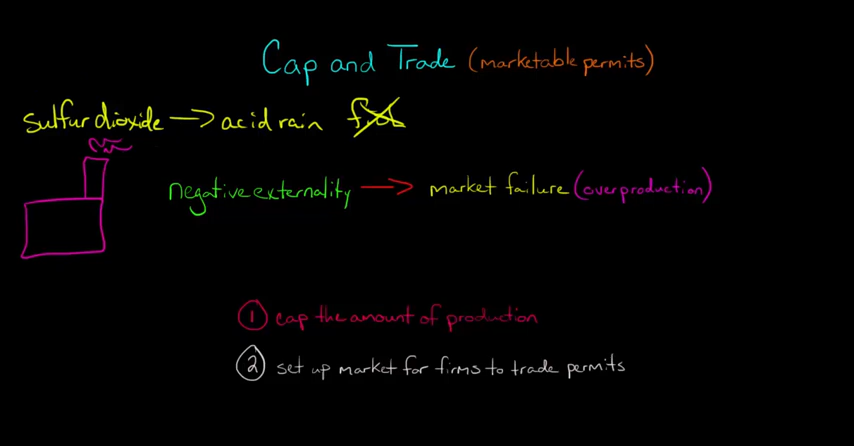 Cap and Trade (marketable permits)
sulfur dioxide → acid rain
negative externality → market failure (overproduction)
① cap the amount of production
② set up market for firms to trade permits